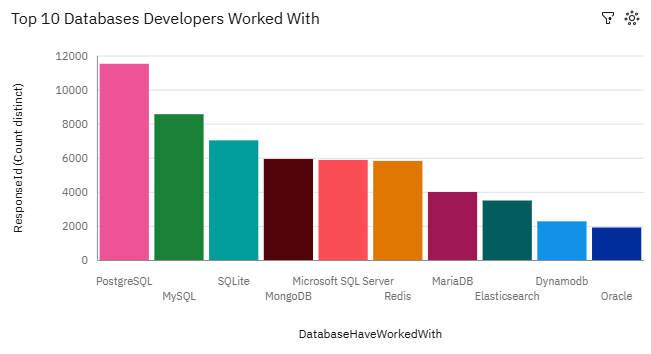 Top 10 Databases Developers Worked With
ResponseId (Count distinct)
12000
10000
8000
6000
4000
2000
0
PostgreSQL
MySQL
SQLite
MongoDB
Microsoft SQL Server
Redis
MariaDB
Elasticsearch
Dynamodb
Oracle
DatabaseHaveWorkedWith